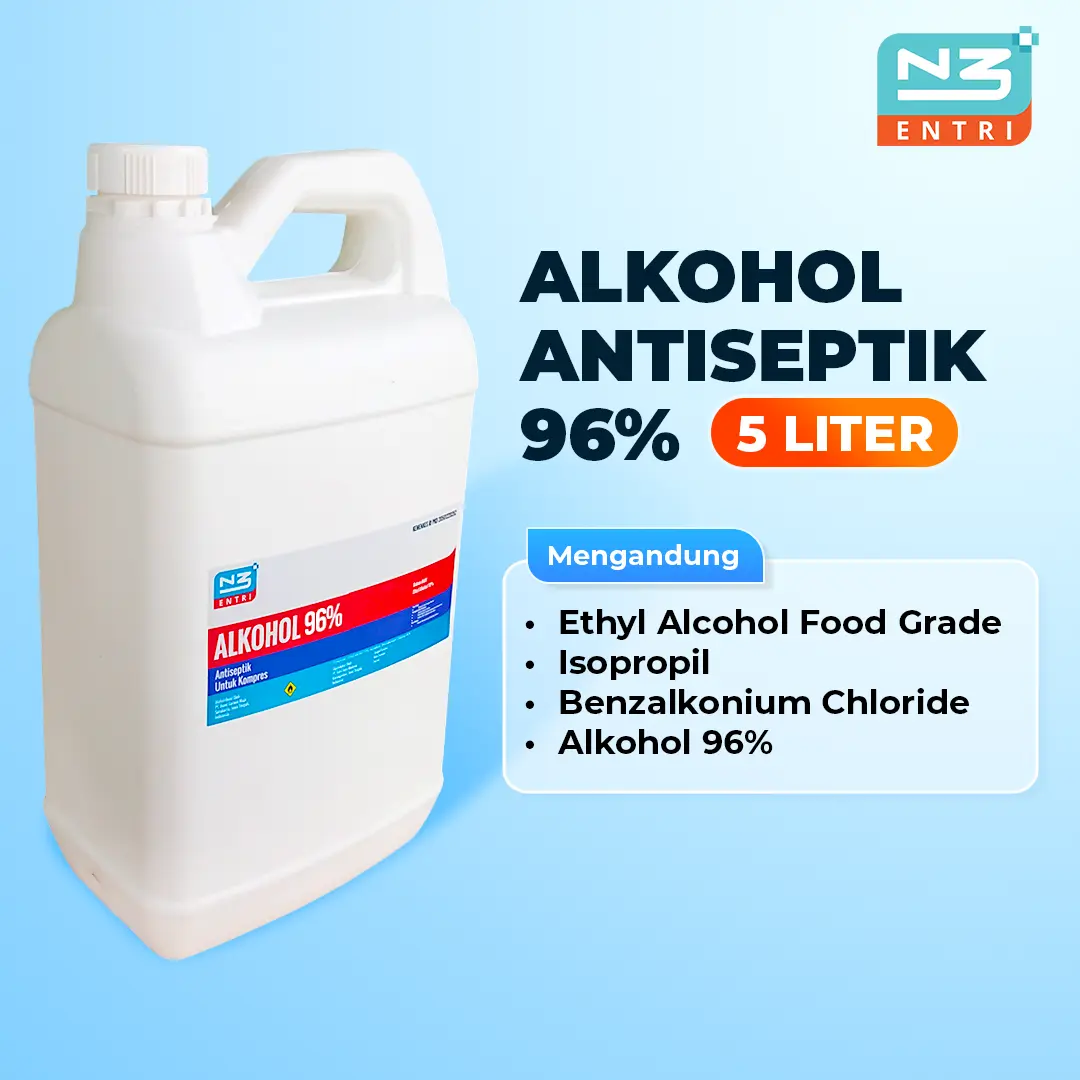 N3
ENTRI
ALKOHOL
ANTISEPTIK
96% 5 LITER
Mengandung
• Ethyl Alcohol Food Grade
• Isopropil
• Benzalkonium Chloride
• Alkohol 96%
N3
ENTRI
ALKOHOL 96%
Antiseptik
Untuk Kompres